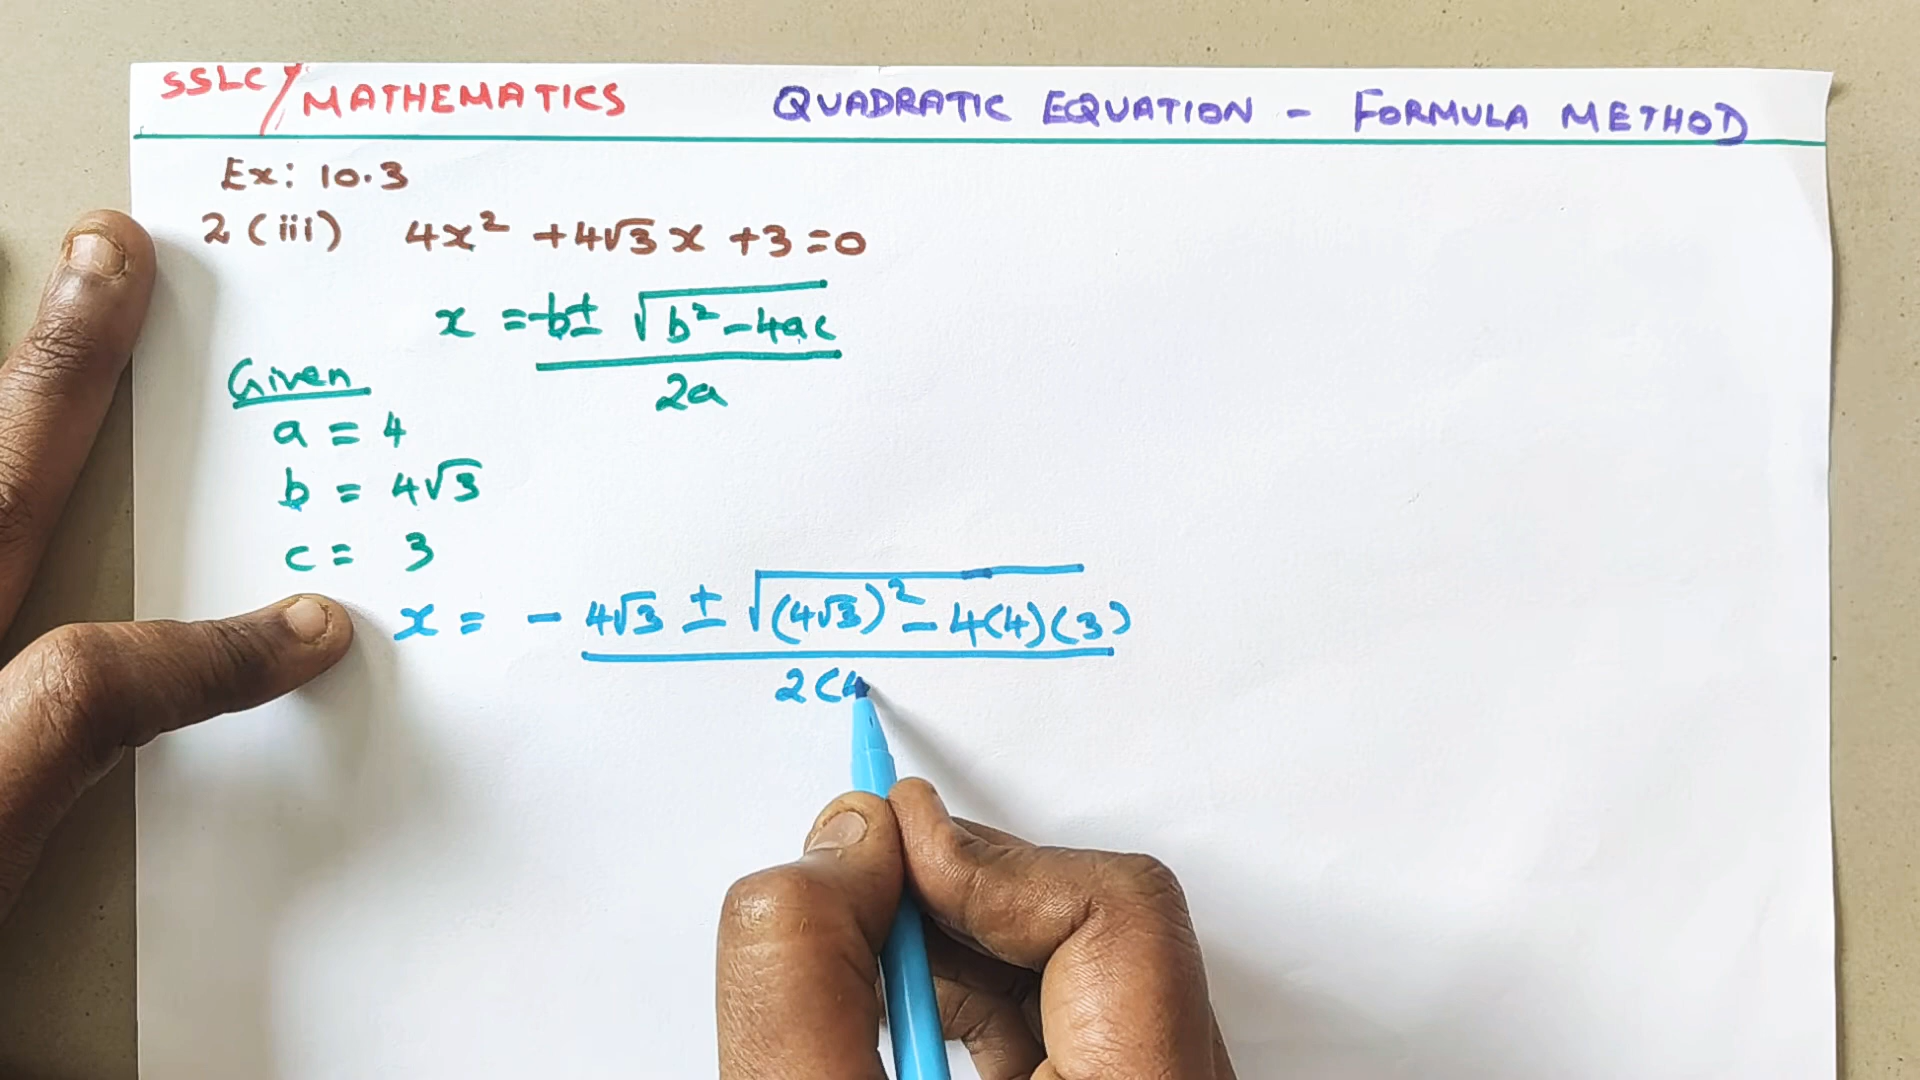 SSLC/MATHEMATICS QUADRATIC EQUATION - FORMULA METHOD
Ex: 10.3
2 (iii) 4x² + 4√3 x + 3 = 0
x = -b ± √(b² - 4ac)
2a
Given
a = 4
b = 4√3
c = 3
x = - 4√3 ± √((4√3)² - 4(4)(3))
2(4